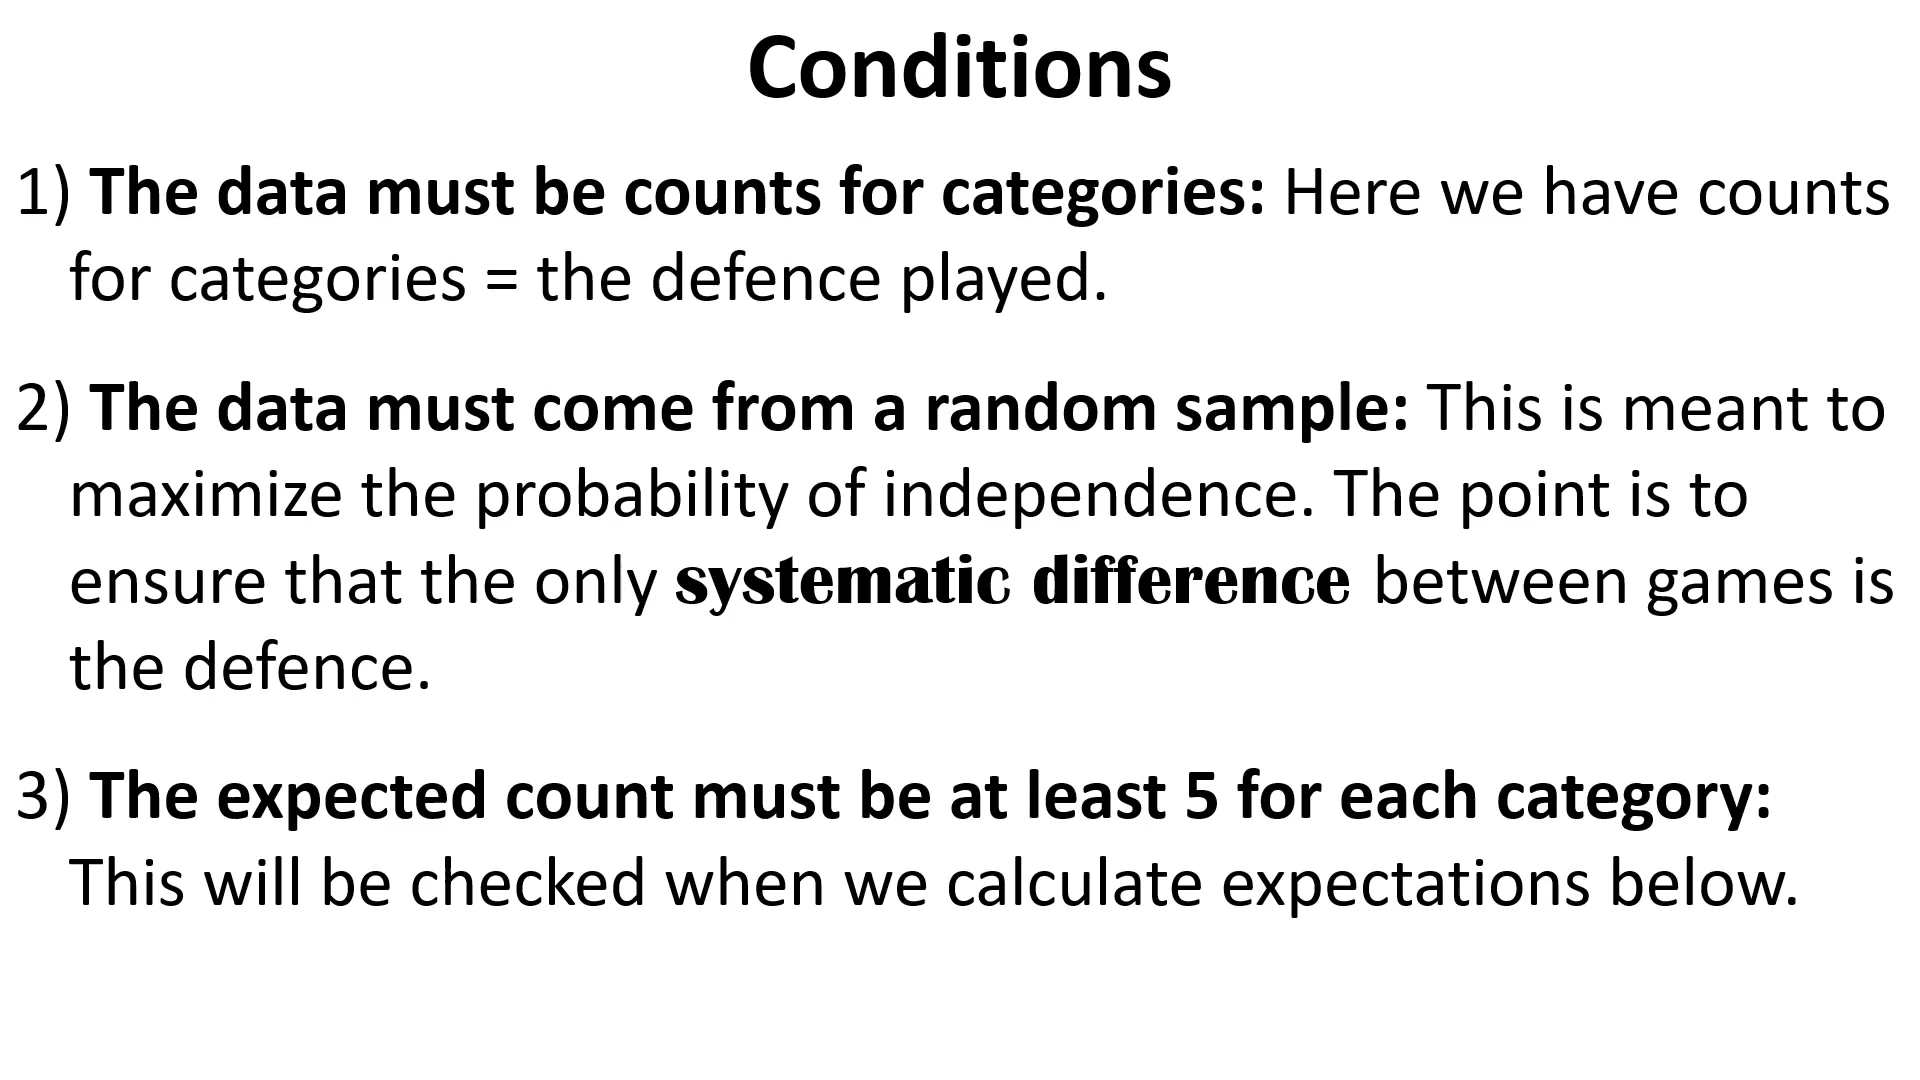 Conditions
1) The data must be counts for categories: Here we have counts
for categories = the defence played.
2) The data must come from a random sample: This is meant to
maximize the probability of independence. The point is to
ensure that the only systematic difference between games is
the defence.
3) The expected count must be at least 5 for each category:
This will be checked when we calculate expectations below.